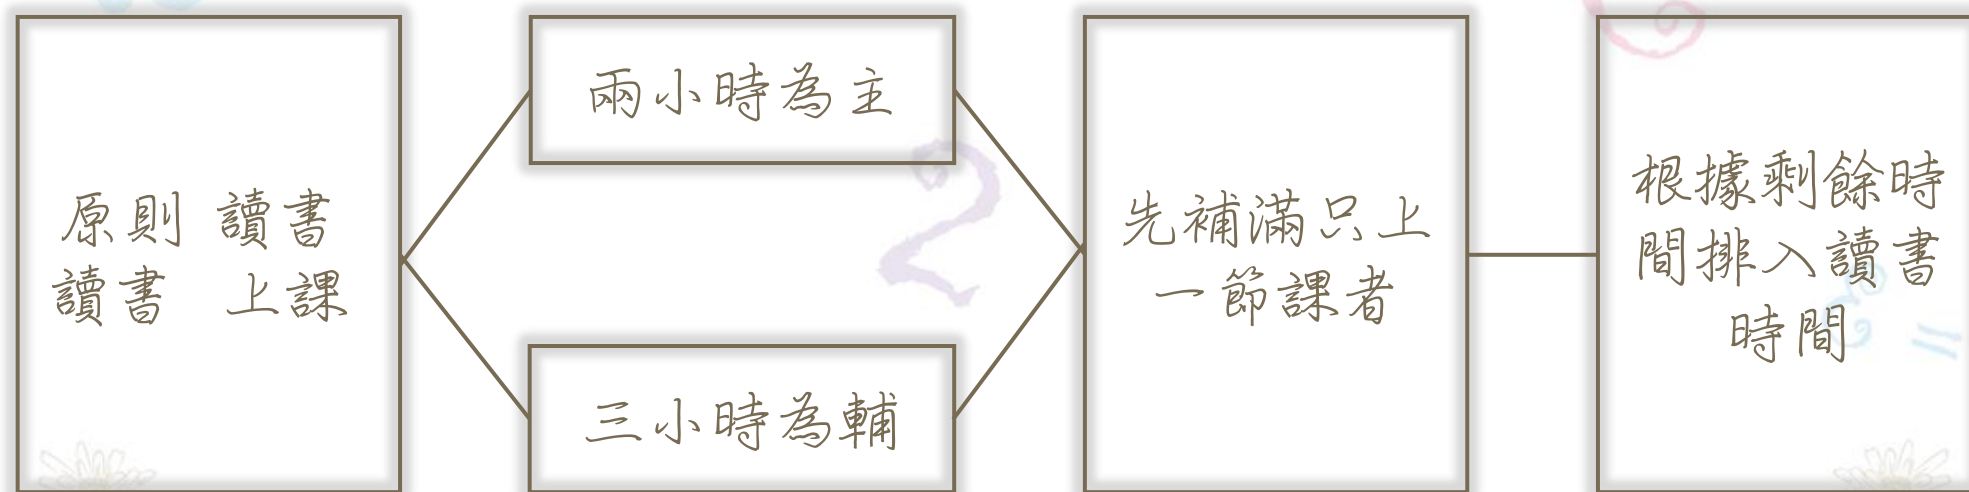 原則 讀書
讀書 上課
兩小時為主
三小時為輔
先補滿只上
一節課者
根據剩餘時
間排入讀書
時間